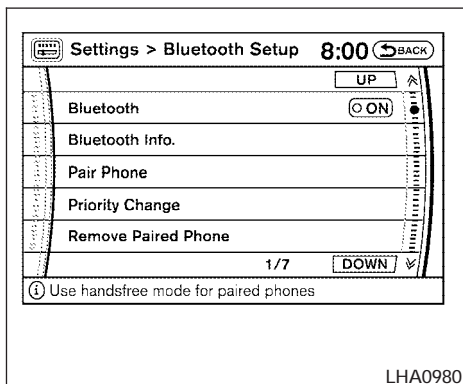 Settings > Bluetooth Setup 8:00 BACK
UP
Bluetooth ON
Bluetooth Info.
Pair Phone
Priority Change
Remove Paired Phone
1/7 DOWN
Use handsfree mode for paired phones
LHA0980